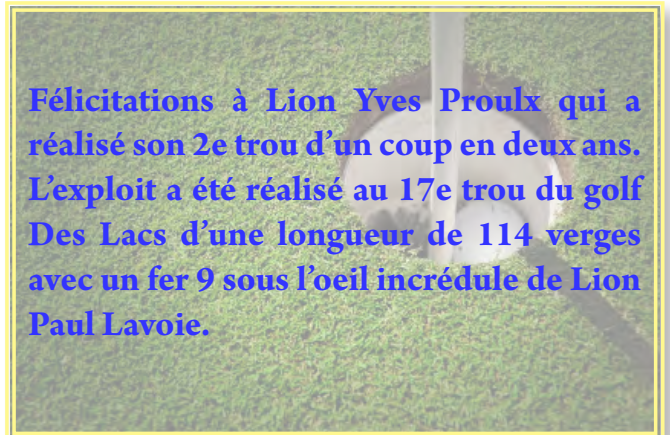 Félicitations à Lion Yves Proulx qui a
réalisé son 2e trou d’un coup en deux ans.
L’exploit a été réalisé au 17e trou du golf
Des Lacs d’une longueur de 114 verges
avec un fer 9 sous l’oeil incrédule de Lion
Paul Lavoie.